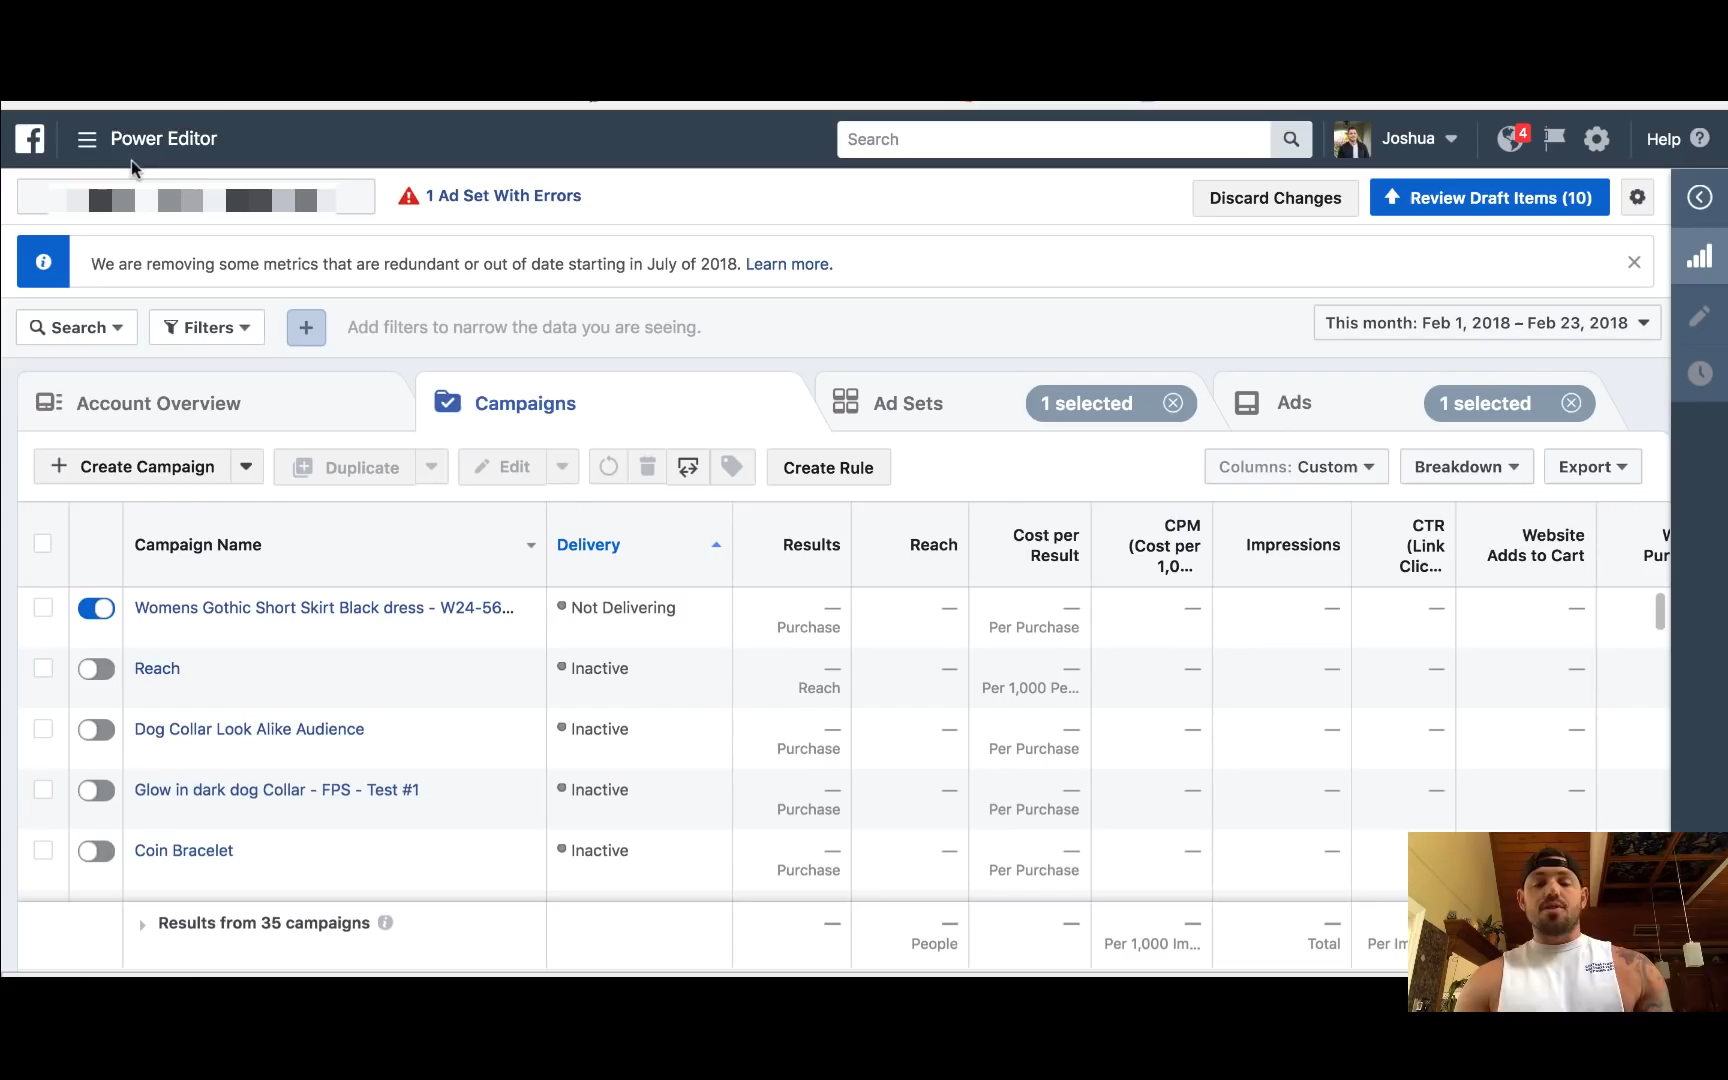 Power Editor
Search
Joshua
4
Help
1 Ad Set With Errors
Discard Changes
Review Draft Items (10)
We are removing some metrics that are redundant or out of date starting in July of 2018. Learn more.
Search
Filters
+
Add filters to narrow the data you are seeing.
This month: Feb 1, 2018 – Feb 23, 2018
Account Overview
Campaigns
Ad Sets
1 selected
Ads
1 selected
+ Create Campaign
Duplicate
Edit
Create Rule
Columns: Custom
Breakdown
Export
Campaign Name
Delivery
Results
Reach
Cost per
Result
CPM
(Cost per
1,0...
Impressions
CTR
(Link
Clic...
Website
Adds to Cart
Pur
Womens Gothic Short Skirt Black dress - W24-56...
Not Delivering
— — — — — — —
Purchase
Per Purchase
Reach
Inactive
— — — — — — —
Reach
Per 1,000 Pe...
Dog Collar Look Alike Audience
Inactive
— — — — — — —
Purchase
Per Purchase
Glow in dark dog Collar - FPS - Test #1
Inactive
— — — — — — —
Purchase
Per Purchase
Coin Bracelet
Inactive
— — — — —
Purchase
Per Purchase
Results from 35 campaigns
— — — — —
People
Per 1,000 Im...
Total
Per Im